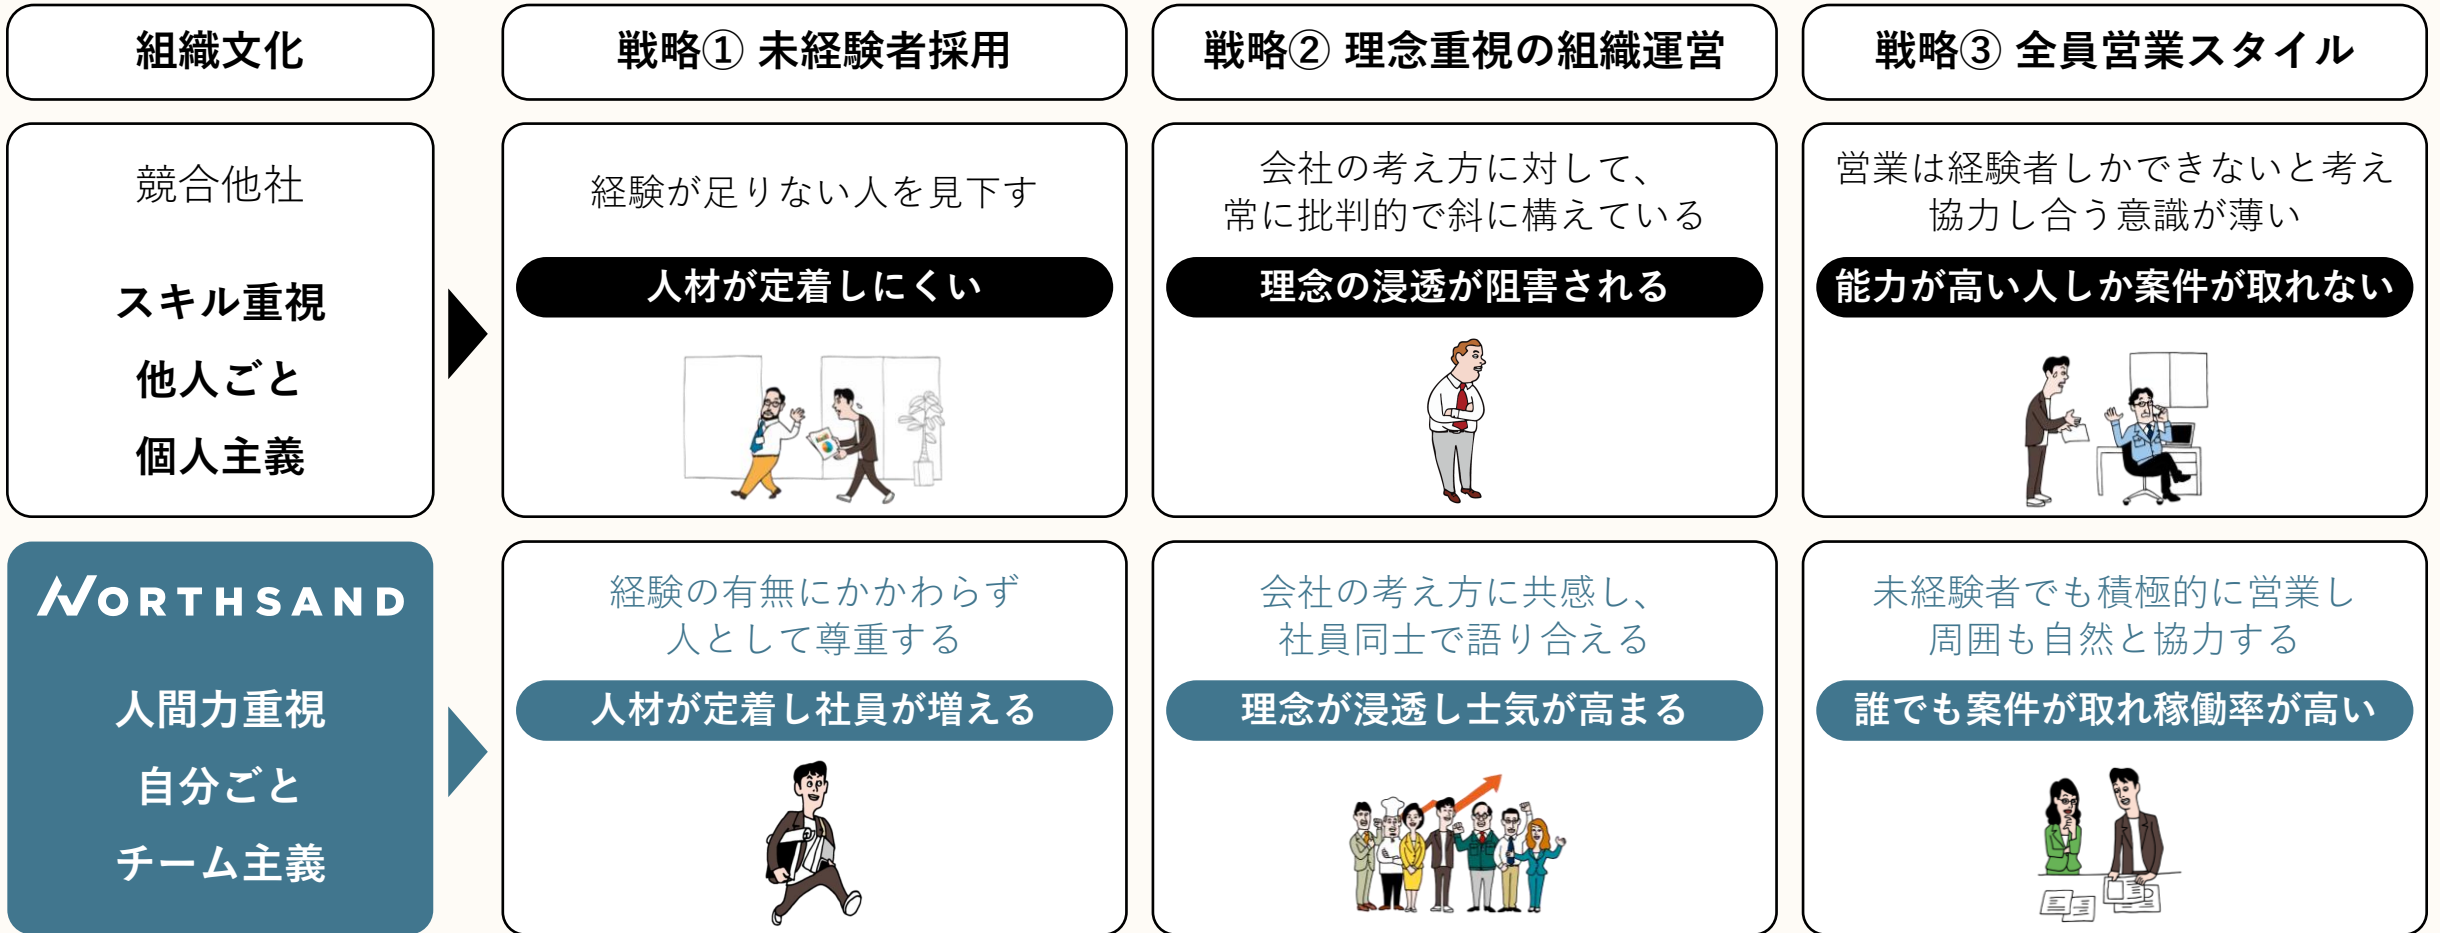 組織文化
戦略① 未経験者採用
戦略② 理念重視の組織運営
戦略③ 全員営業スタイル
競合他社
スキル重視
他人ごと
個人主義
経験が足りない人を見下す
人材が定着しにくい
会社の考え方に対して、
常に批判的で斜に構えている
理念の浸透が阻害される
営業は経験者しかできないと考え
協力し合う意識が薄い
能力が高い人しか案件が取れない
NORTHSAND
人間力重視
自分ごと
チーム主義
経験の有無にかかわらず
人として尊重する
人材が定着し社員が増える
会社の考え方に共感し、
社員同士で語り合える
理念が浸透し士気が高まる
未経験者でも積極的に営業し
周囲も自然と協力する
誰でも案件が取れ稼働率が高い